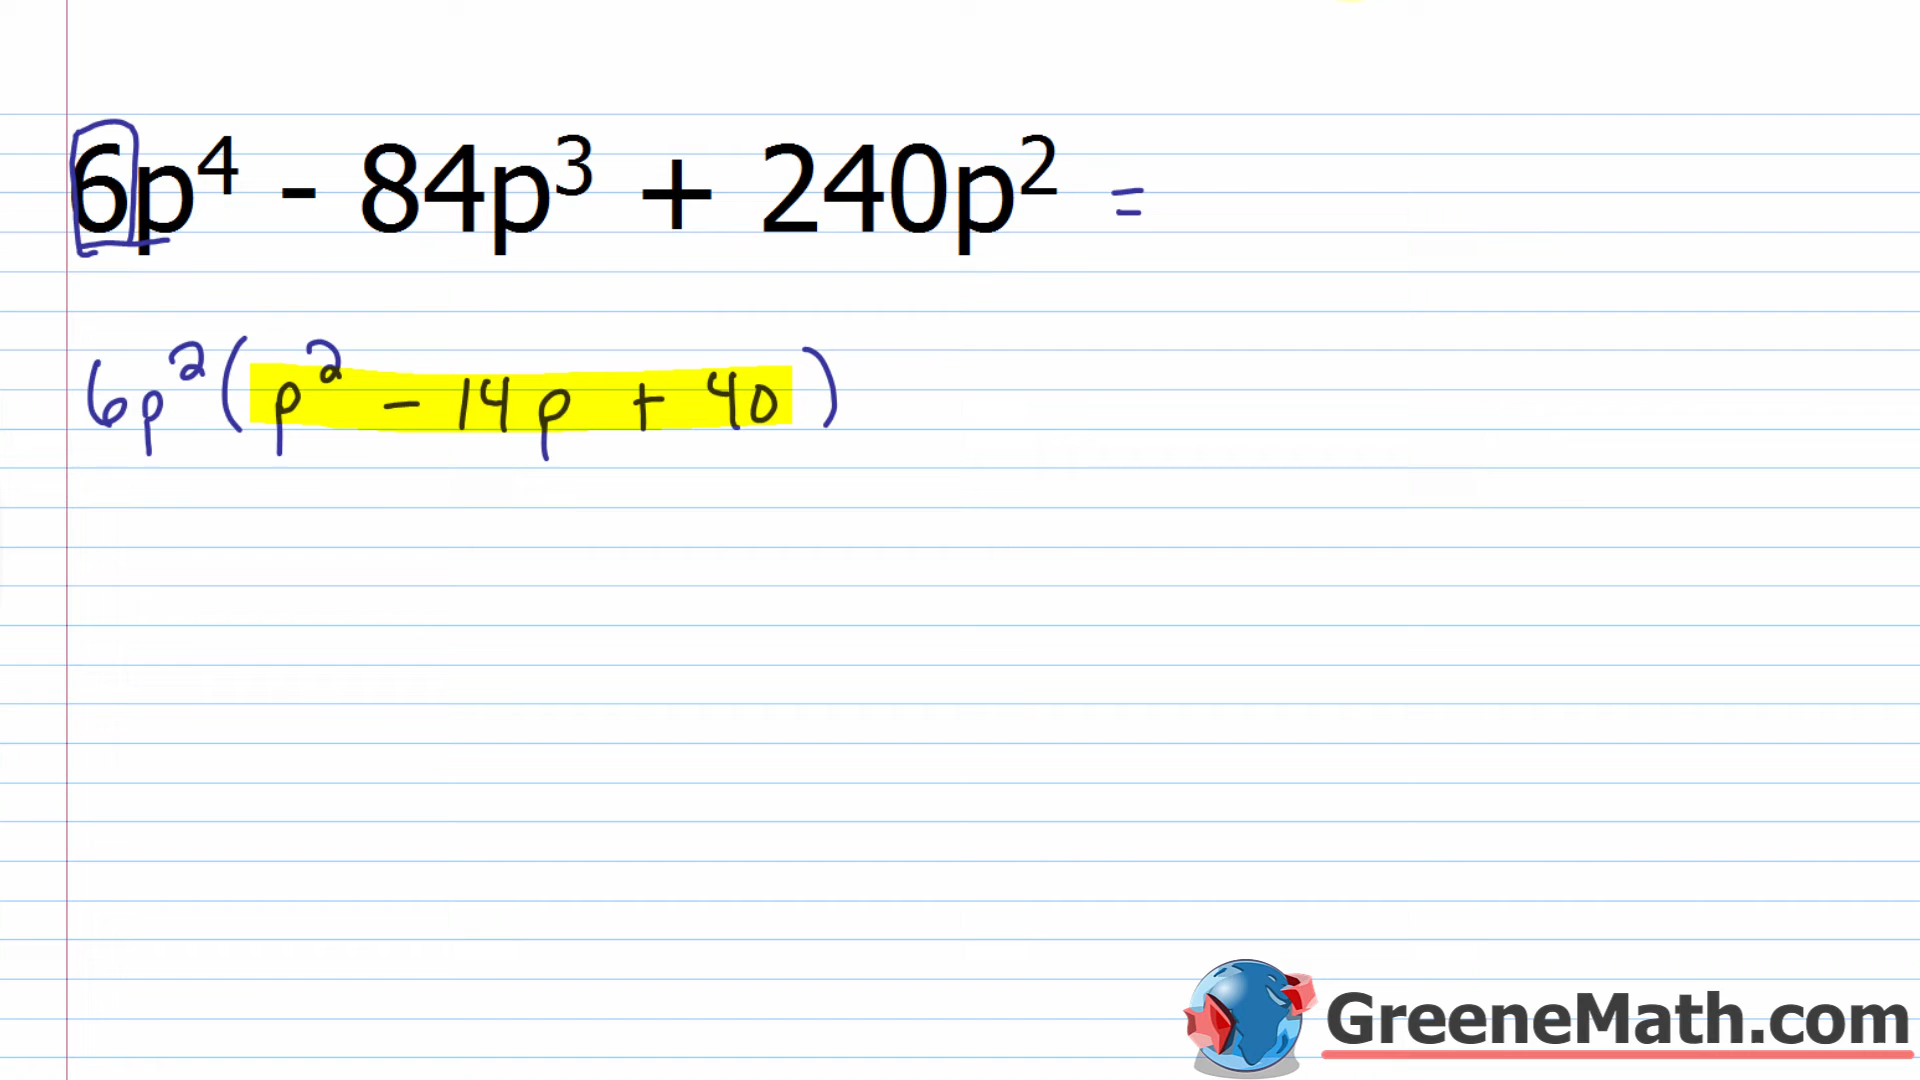 6p⁴ - 84p³ + 240p² =
6p²(p² - 14p + 40)
GreeneMath.com